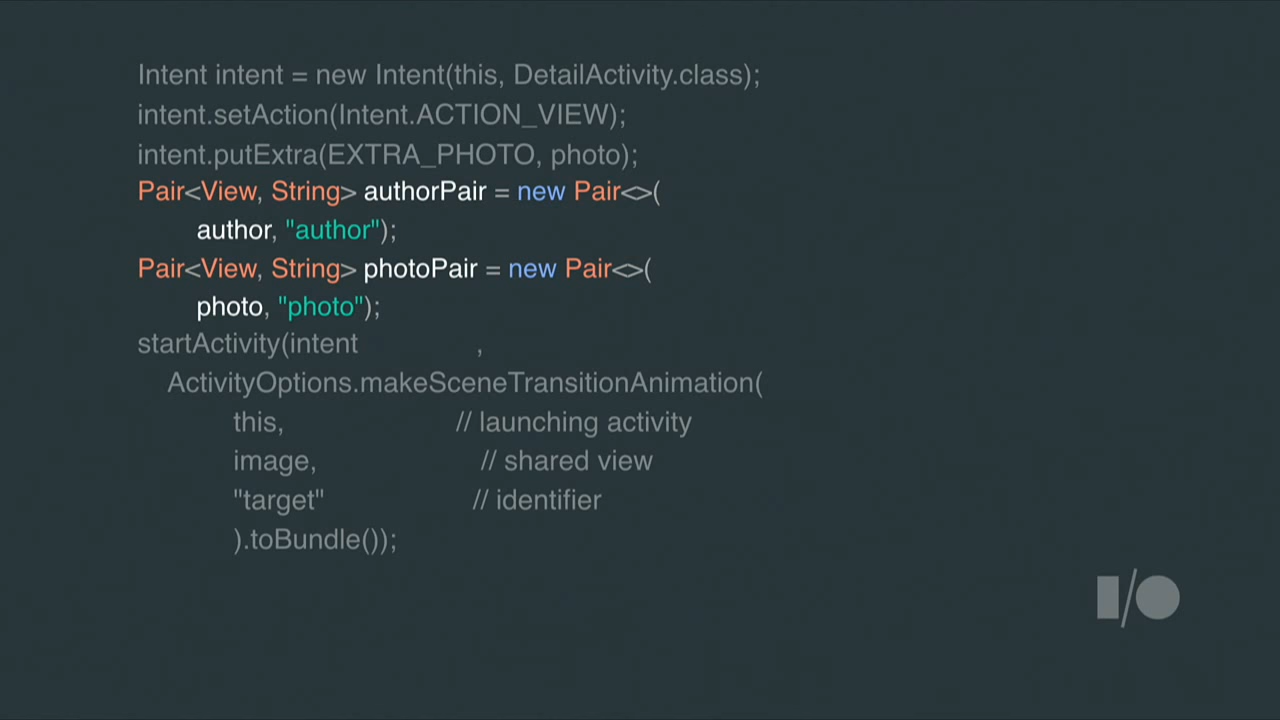 Intent intent = new Intent(this, DetailActivity.class);
intent.setAction(Intent.ACTION_VIEW);
intent.putExtra(EXTRA_PHOTO, photo);
Pair<View, String> authorPair = new Pair<>(
author, "author");
Pair<View, String> photoPair = new Pair<>(
photo, "photo");
startActivity(intent ,
ActivityOptions.makeSceneTransitionAnimation(
this, // launching activity
image, // shared view
"target" // identifier
).toBundle());
I/O